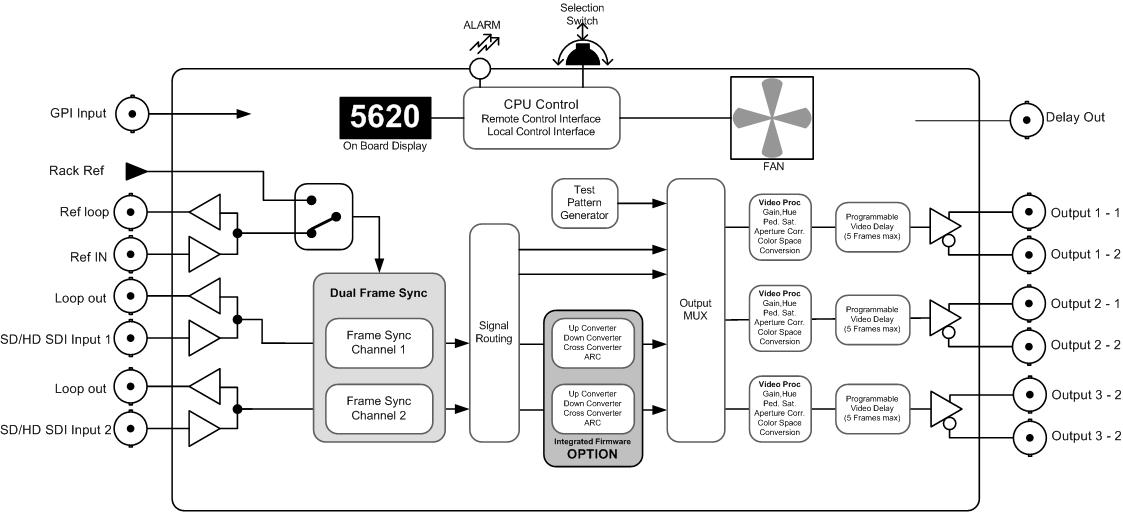 Selection
Switch
ALARM
GPI Input
5620
On Board Display
CPU Control
Remote Control Interface
Local Control Interface
FAN
Delay Out
Rack Ref
Ref loop
Ref IN
Loop out
SD/HD SDI Input 1
Loop out
SD/HD SDI Input 2
Dual Frame Sync
Frame Sync
Channel 1
Frame Sync
Channel 2
Signal
Routing
Test
Pattern
Generator
Up Converter
Down Converter
Cross Converter
ARC
Up Converter
Down Converter
Cross Converter
ARC
Integrated Firmware
OPTION
Output
MUX
Video Proc
Gain,Hue
Ped. Sat.
Aperture Corr.
Color Space
Conversion
Programmable
Video Delay
(5 Frames max)
Output 1 - 1
Output 1 - 2
Video Proc
Gain,Hue
Ped. Sat.
Aperture Corr.
Color Space
Conversion
Programmable
Video Delay
(5 Frames max)
Output 2 - 1
Output 2 - 2
Video Proc
Gain,Hue
Ped. Sat.
Aperture Corr.
Color Space
Conversion
Programmable
Video Delay
(5 Frames max)
Output 3 - 2
Output 3 - 2